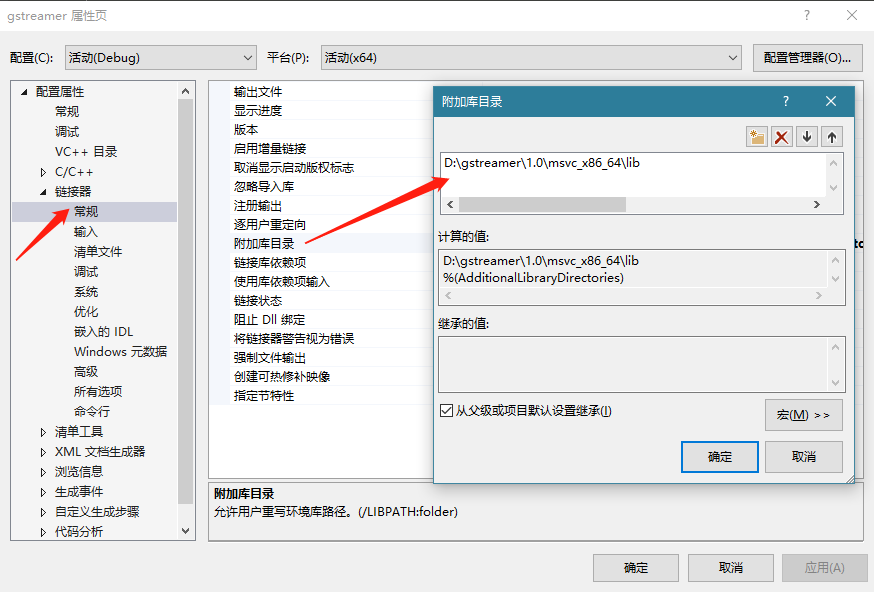 gstreamer 属性页
配置(C):
活动(Debug)
平台(P):
活动(x64)
配置管理器(O)...
配置属性
常规
调试
VC++ 目录
C/C++
链接器
常规
输入
清单文件
调试
系统
优化
嵌入的 IDL
Windows 元数据
高级
所有选项
命令行
清单工具
XML 文档生成器
浏览信息
生成事件
自定义生成步骤
代码分析
输出文件
显示进度
版本
启用增量链接
取消显示启动版权标志
忽略导入库
注册输出
逐用户重定向
附加库目录
链接库依赖项
使用库依赖项输入
链接状态
阻止 Dll 绑定
将链接器警告视为错误
强制文件输出
创建可热修补映像
指定节特性
附加库目录
D:\gstreamer\1.0\msvc_x86_64\lib
计算的值:
D:\gstreamer\1.0\msvc_x86_64\lib
%(AdditionalLibraryDirectories)
继承的值:
从父级或项目默认设置继承(I)
宏(M) >>
确定
取消
附加库目录
允许用户重写环境库路径。(/LIBPATH:folder)
确定
取消
应用(A)